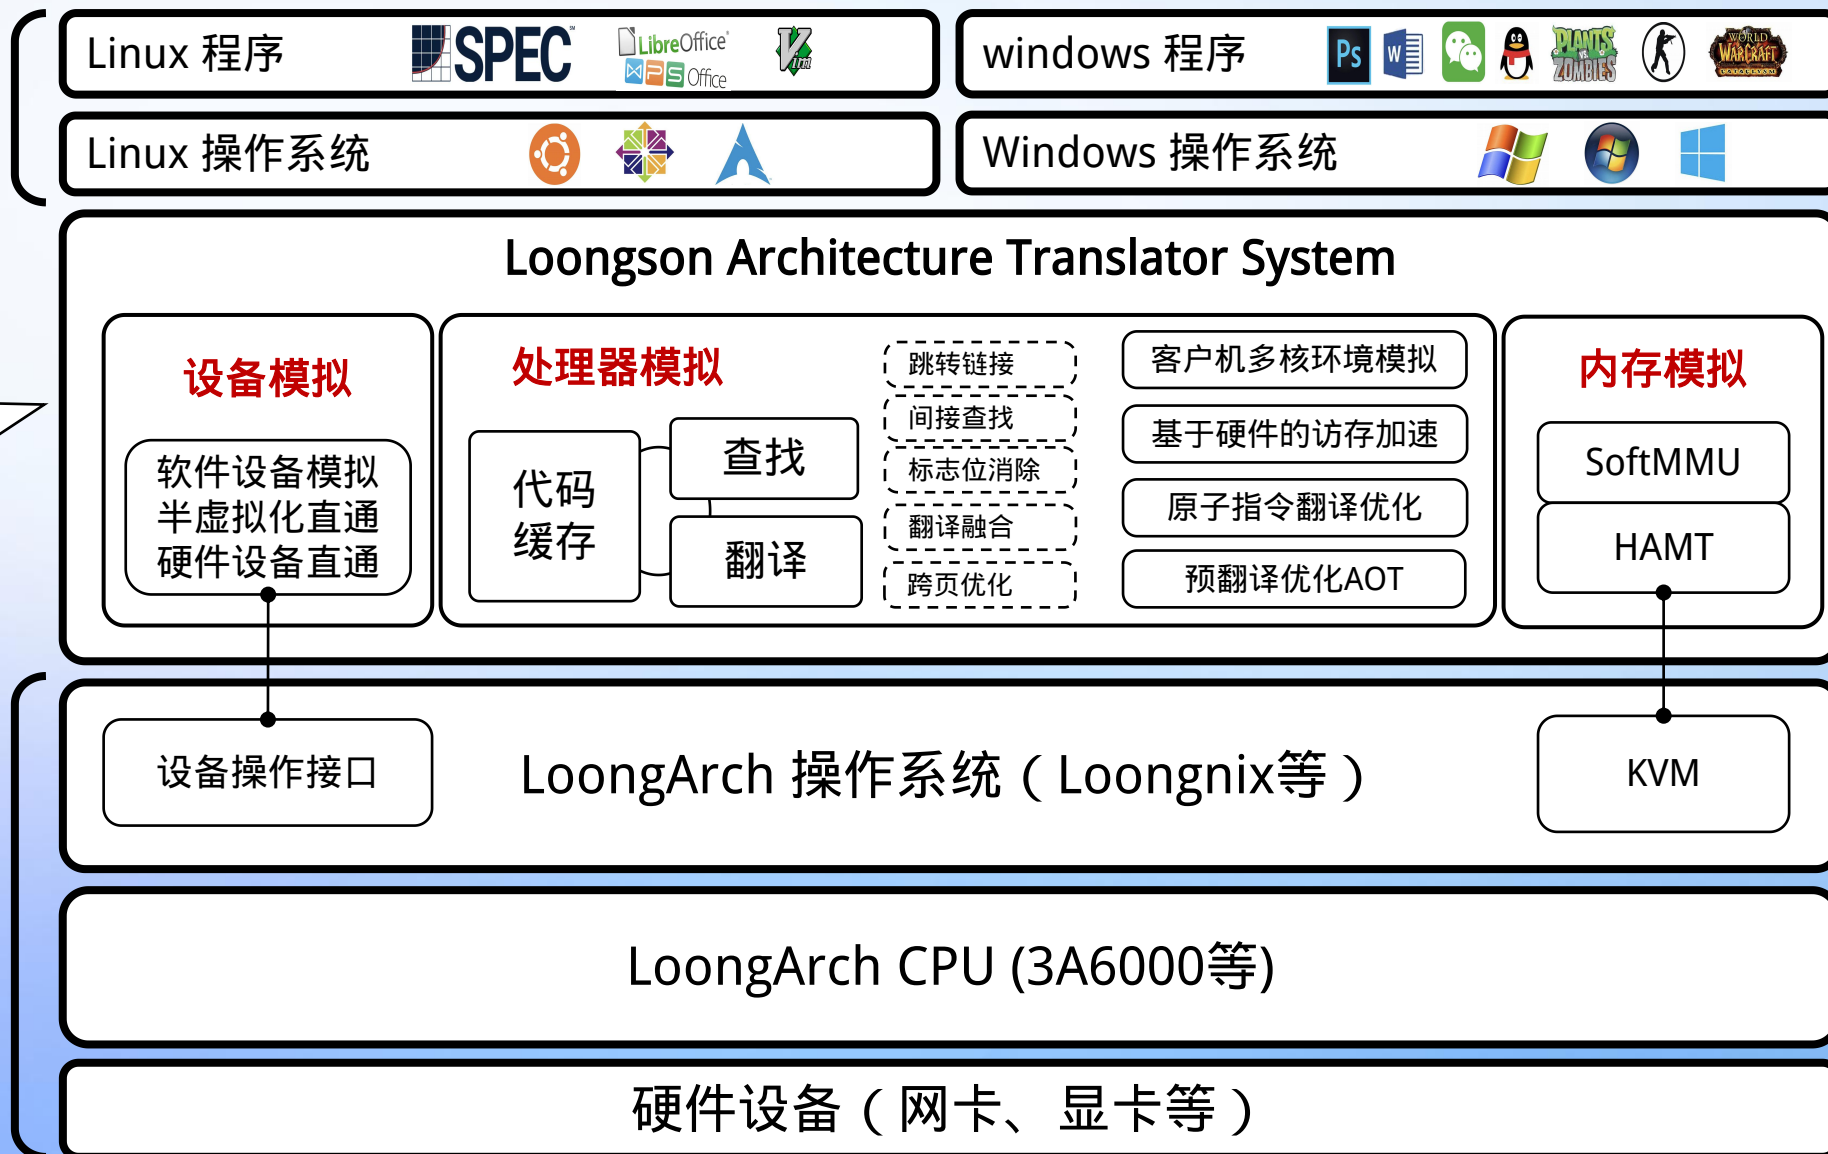 Linux 程序
SPEC
LibreOffice
WPS Office
Vim
windows 程序
Ps
W
PLANTS
VS
ZOMBIES
WORLD
WARCRAFT
CATACLYSM
Linux 操作系统
Windows 操作系统
Loongson Architecture Translator System
设备模拟
软件设备模拟
半虚拟化直通
硬件设备直通
处理器模拟
代码
缓存
查找
翻译
跳转链接
间接查找
标志位消除
翻译融合
跨页优化
客户机多核环境模拟
基于硬件的访存加速
原子指令翻译优化
预翻译优化AOT
内存模拟
SoftMMU
HAMT
设备操作接口
LoongArch 操作系统（Loongnix等）
KVM
LoongArch CPU (3A6000等)
硬件设备（网卡、显卡等）